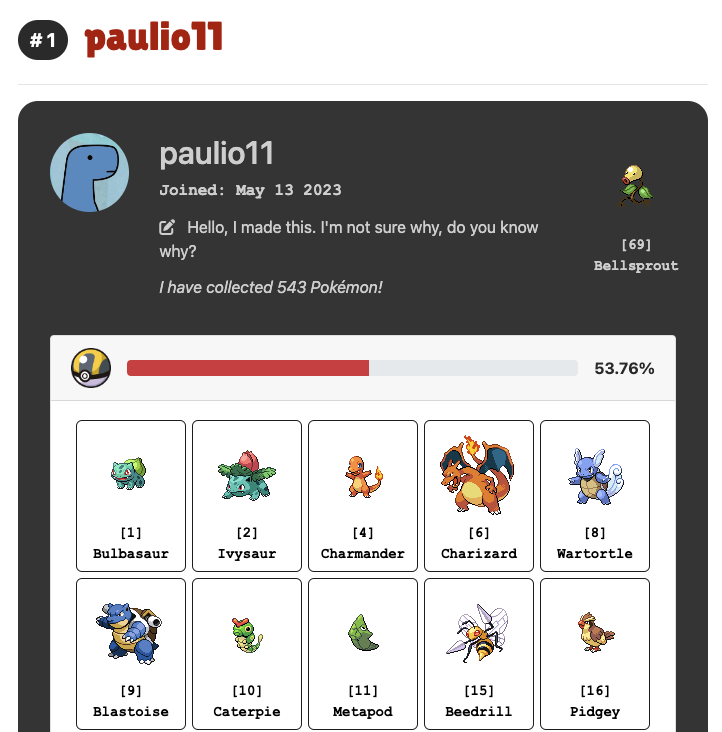 #1 paulio11
paulio11
Joined: May 13 2023
Hello, I made this. I'm not sure why, do you know
why?
I have collected 543 Pokémon!
[69]
Bellsprout
53.76%
[1] [2] [4] [6] [8]
Bulbasaur Ivysaur Charmander Charizard Wartortle
[9] [10] [11] [15] [16]
Blastoise Caterpie Metapod Beedrill Pidgey